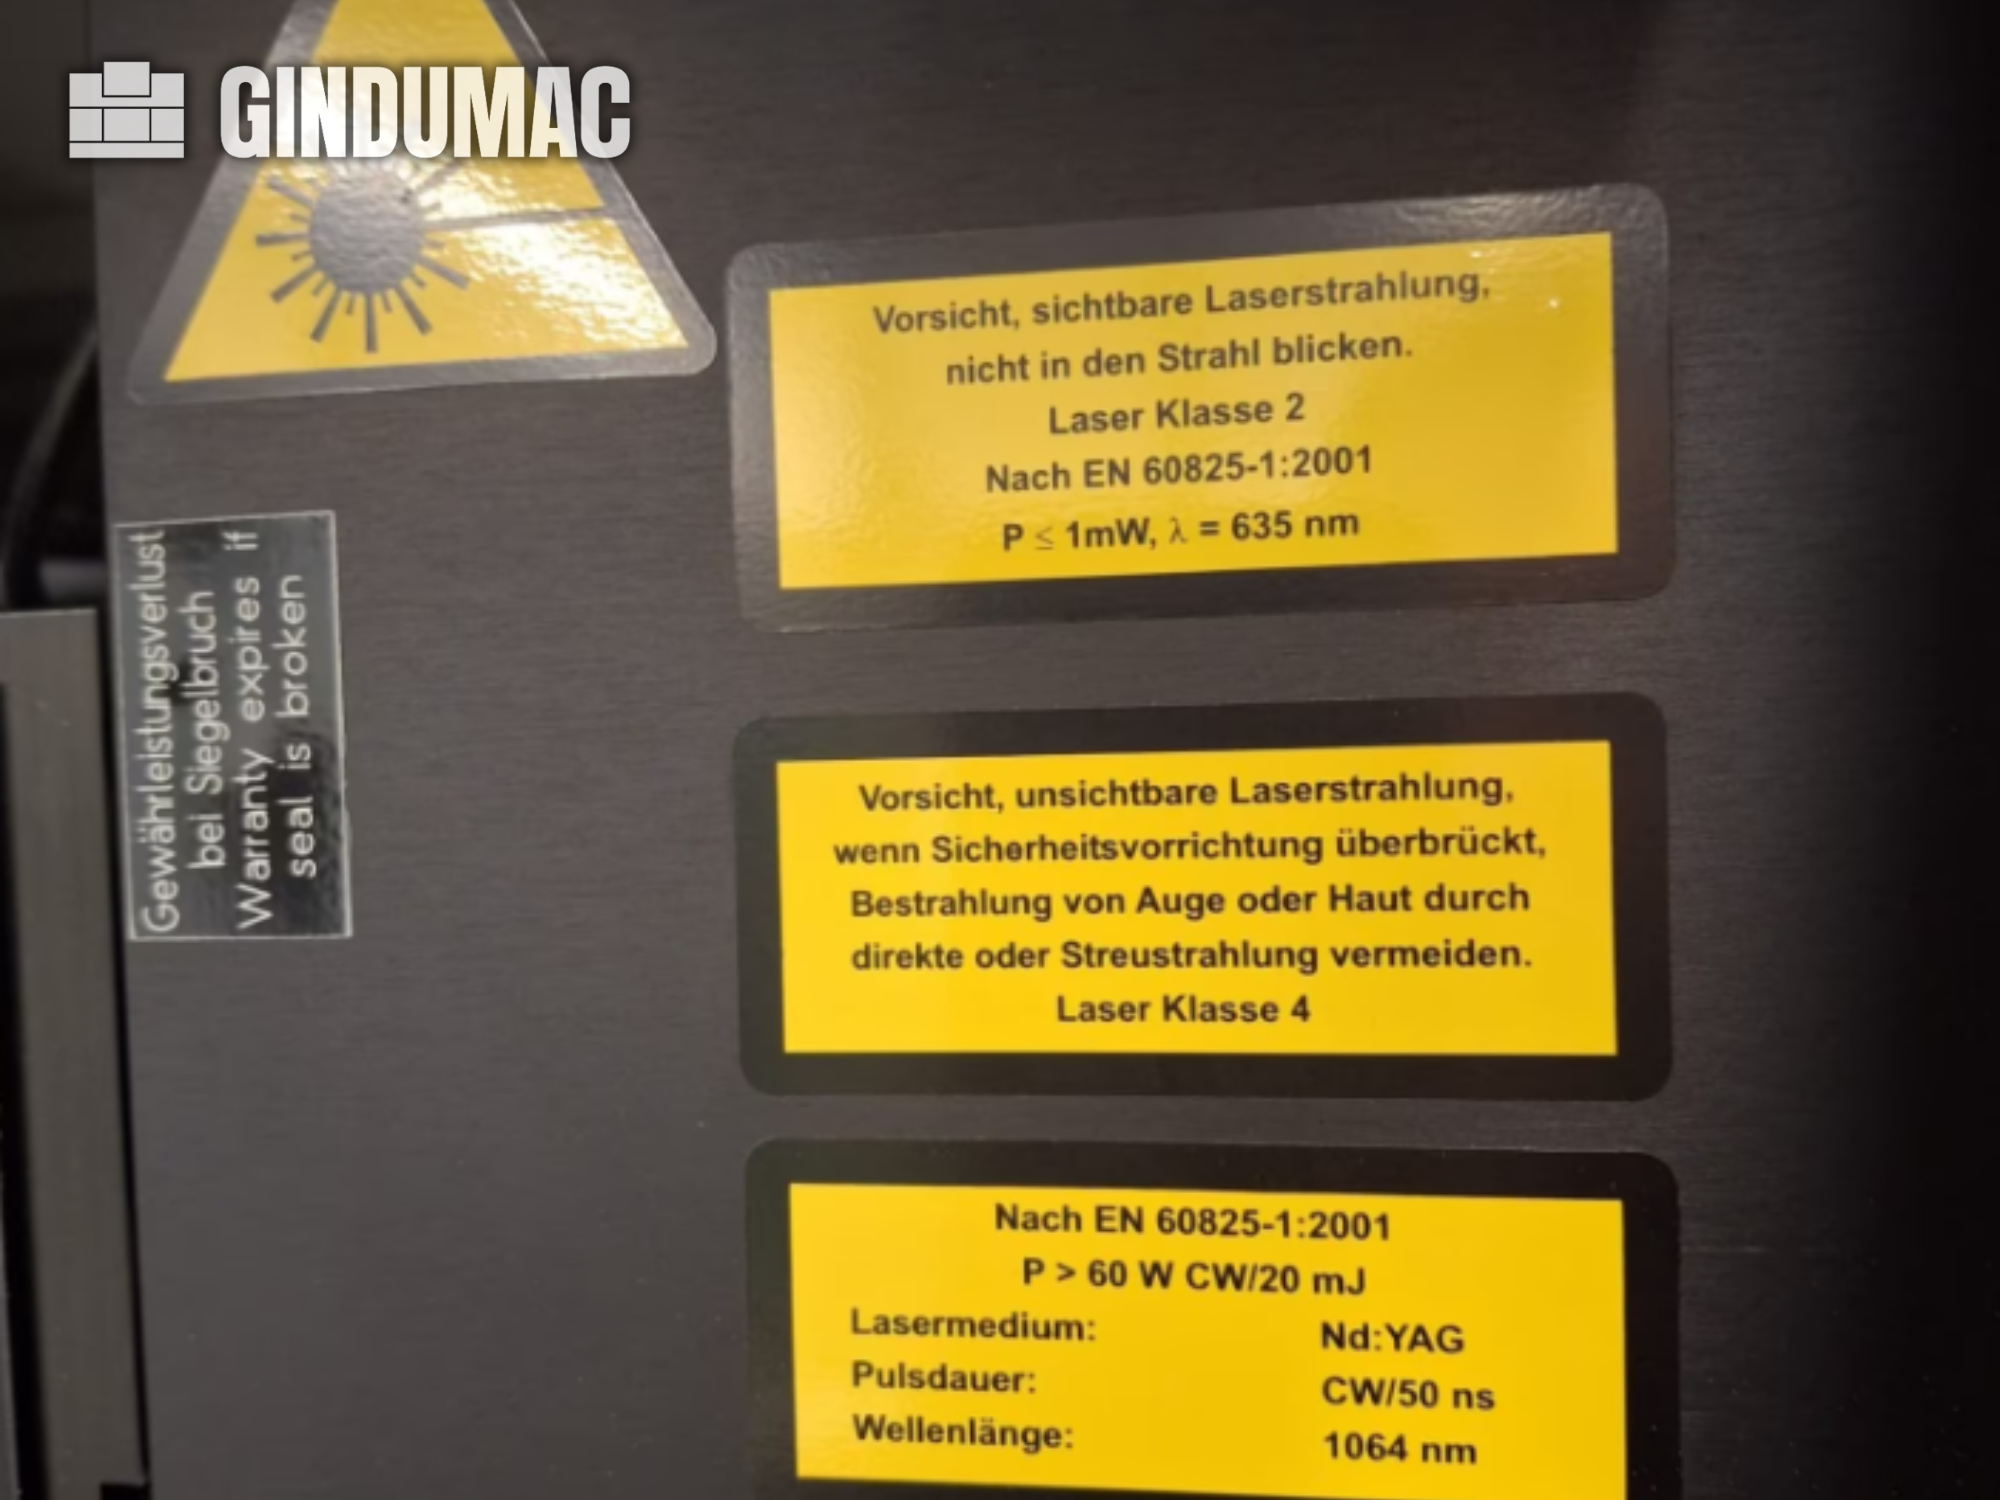 GINDUMAC
Vorsicht, sichtbare Laserstrahlung,
nicht in den Strahl blicken.
Laser Klasse 2
Nach EN 60825-1:2001
P ≤ 1mW, λ = 635 nm
Gewährleistungsverlust
bei Siegelbruch
Warranty expires if
seal is broken
Vorsicht, unsichtbare Laserstrahlung,
wenn Sicherheitsvorrichtung überbrückt,
Bestrahlung von Auge oder Haut durch
direkte oder Streustrahlung vermeiden.
Laser Klasse 4
Nach EN 60825-1:2001
P > 60 W CW/20 mJ
Lasermedium: Nd:YAG
Pulsdauer: CW/50 ns
Wellenlänge: 1064 nm